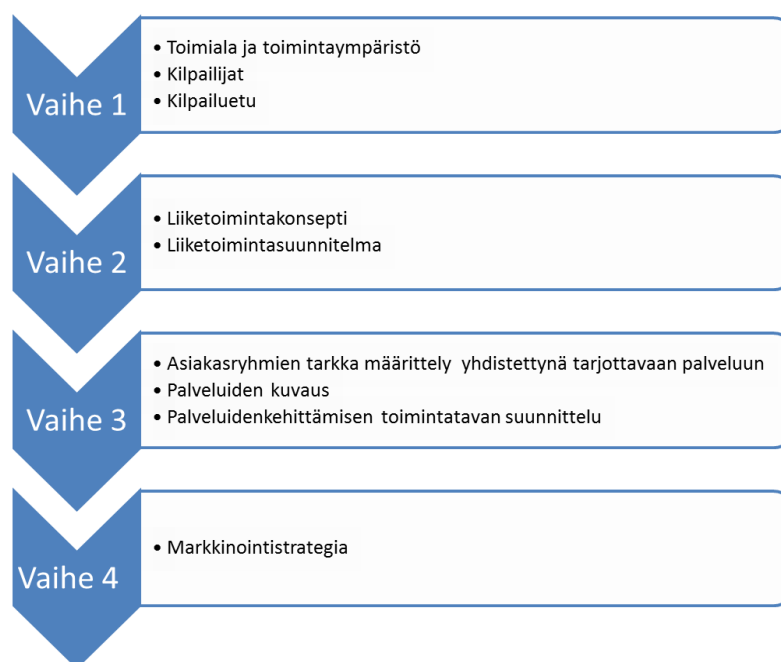 Vaihe 1
• Toimiala ja toimintaympäristö
• Kilpailijat
• Kilpailuetu
Vaihe 2
• Liiketoimintakonsepti
• Liiketoimintasuunnitelma
Vaihe 3
• Asiakasryhmien tarkka määrittely yhdistettynä tarjottavaan palveluun
• Palveluiden kuvaus
• Palveluidenkehittämisen toimintatavan suunnittelu
Vaihe 4
• Markkinointistrategia